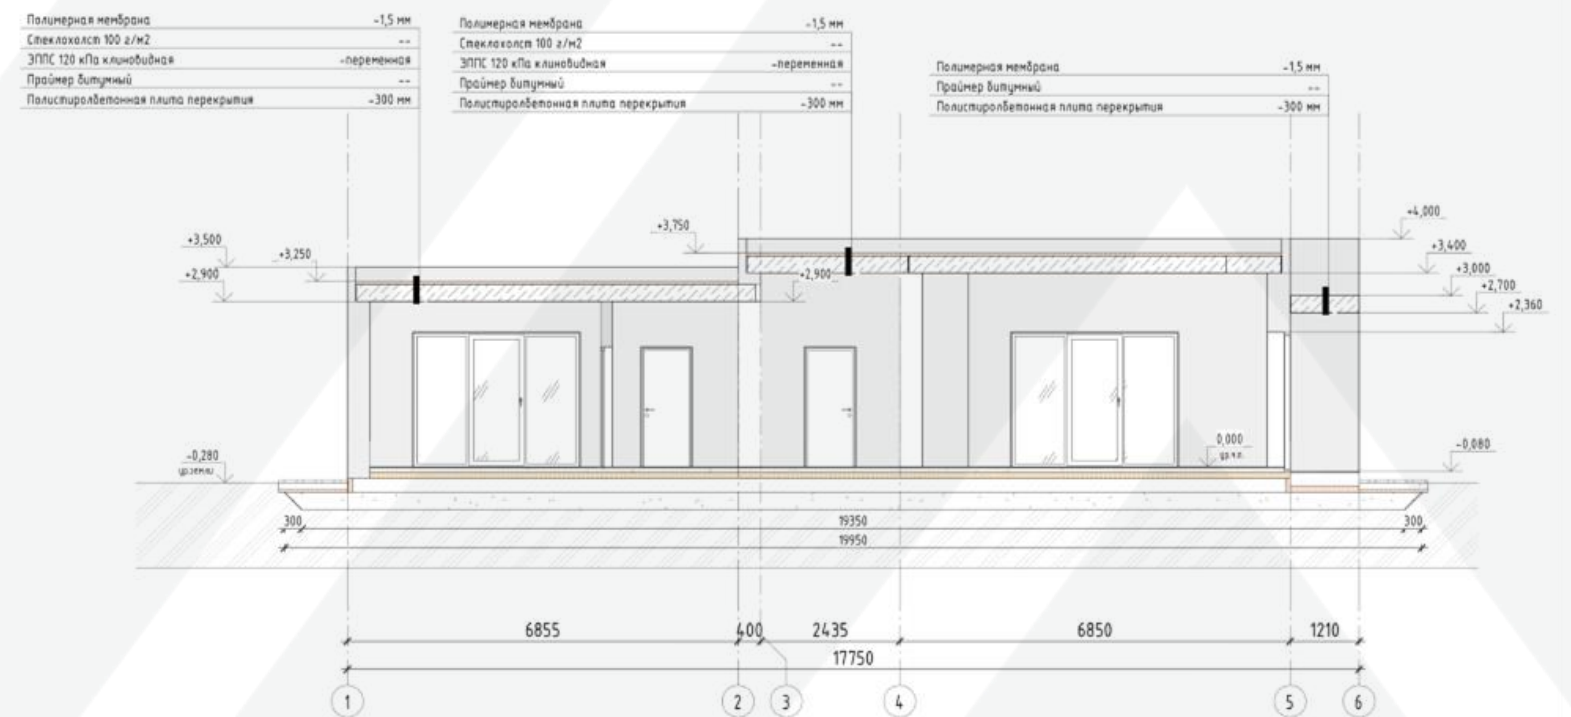 Полимерная мембрана -1,5 мм
Стеклохолст 100 г/м2 --
ЭППС 120 кПа клиновидная -переменная
Праймер битумный --
Полистиролбетонная плита перекрытия -300 мм
Полимерная мембрана -1,5 мм
Стеклохолст 100 г/м2 --
ЭППС 120 кПа клиновидная -переменная
Праймер битумный --
Полистиролбетонная плита перекрытия -300 мм
Полимерная мембрана -1,5 мм
Праймер битумный --
Полистиролбетонная плита перекрытия -300 мм
+3,500
+3,250
+2,900
+3,750
+2,900
+4,000
+3,400
+3,000
+2,700
+2,360
-0,280
ур.земли
0,000
ур.ч.п.
-0,080
300 19350 300
19950
6855 400 2435 6850 1210
17750
1 2 3 4 5 6